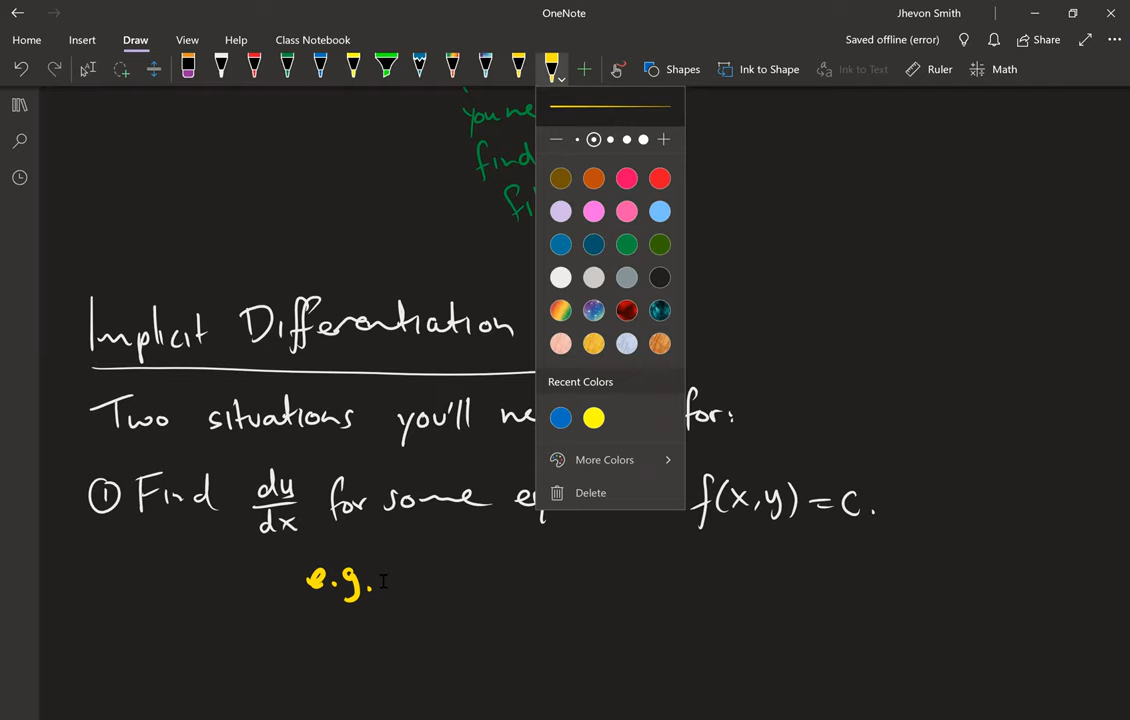 OneNote
Jhevon Smith
Home Insert Draw View Help Class Notebook
Saved offline (error) Share
Shapes Ink to Shape Ink to Text Ruler Math
you
find
Implicit Differentiation
Two situations you'll for:
① Find dy/dx for some f(x,y) = c.
e.g.
Recent Colors
More Colors
Delete